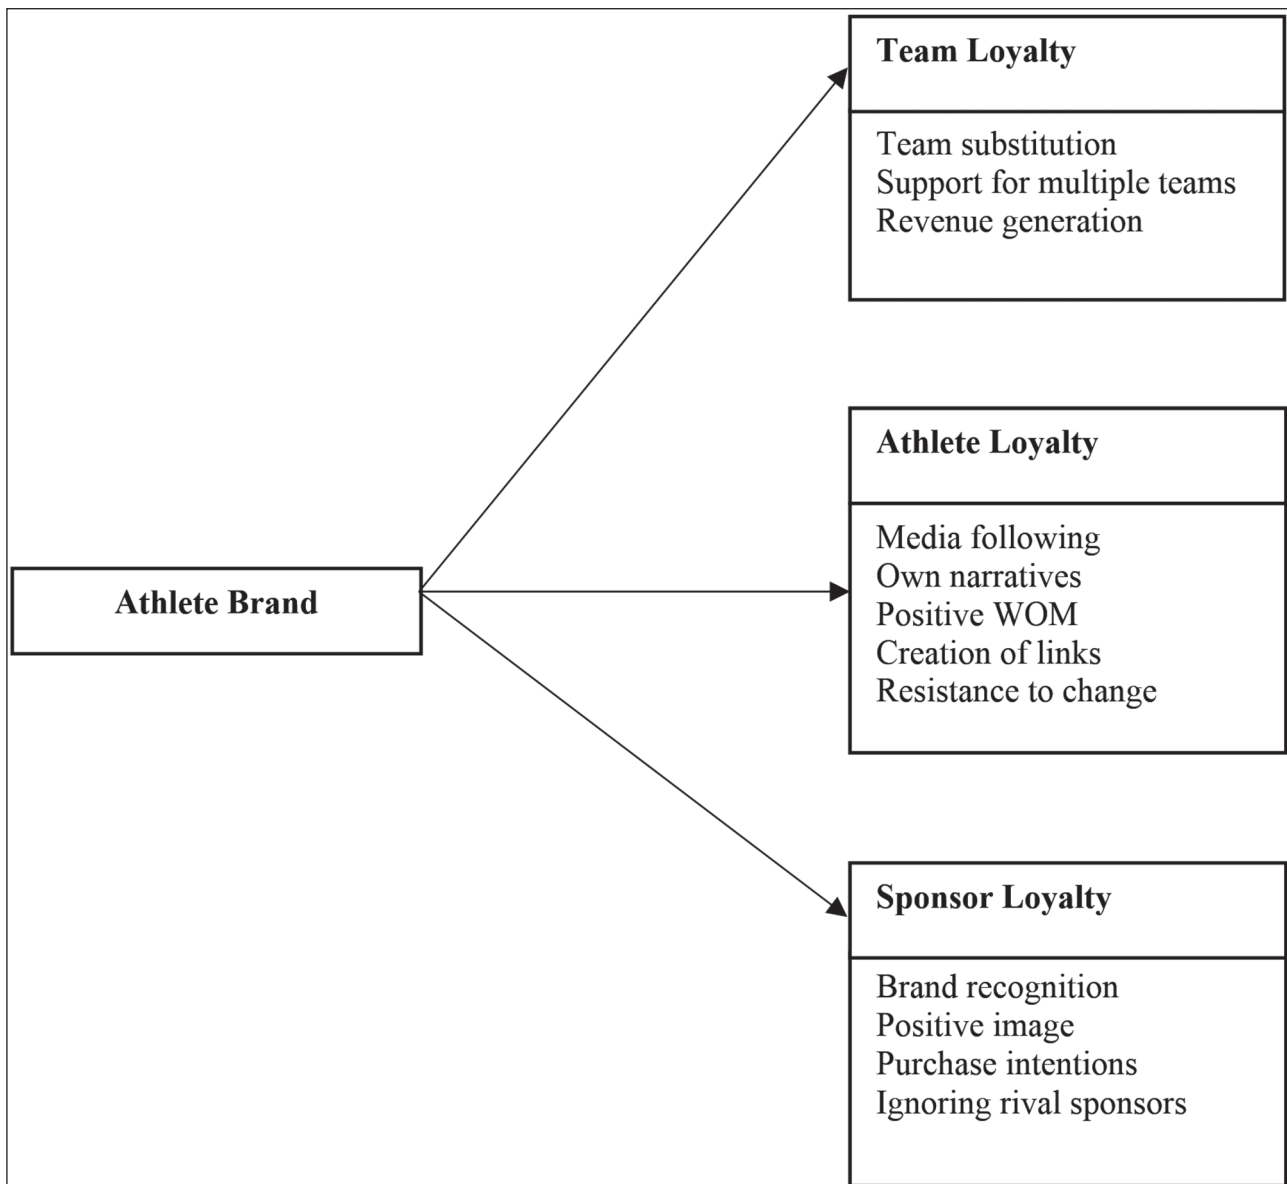 Team Loyalty
Team substitution
Support for multiple teams
Revenue generation
Athlete Loyalty
Media following
Own narratives
Positive WOM
Creation of links
Resistance to change
Athlete Brand
Sponsor Loyalty
Brand recognition
Positive image
Purchase intentions
Ignoring rival sponsors